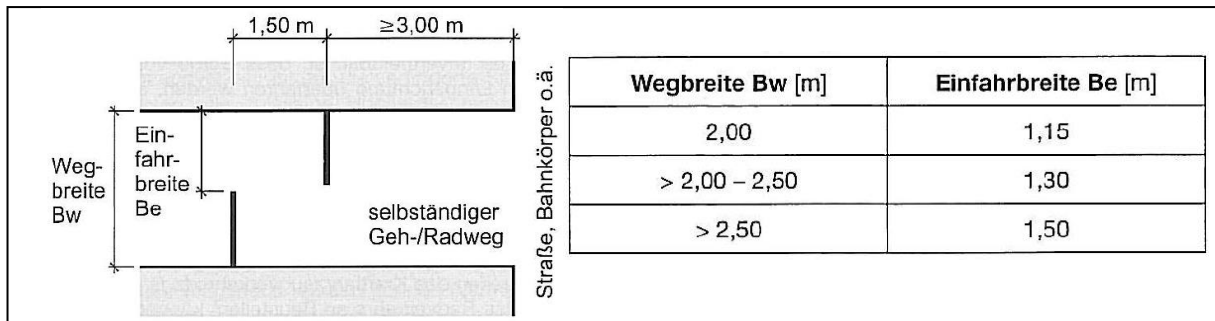 1,50 m
≥3,00 m
Weg-
breite
Bw
Ein-
fahr-
breite
Be
selbständiger
Geh-/Radweg
Straße, Bahnkörper o.ä.
Wegbreite Bw [m] Einfahrbreite Be [m]
2,00 1,15
> 2,00 – 2,50 1,30
> 2,50 1,50